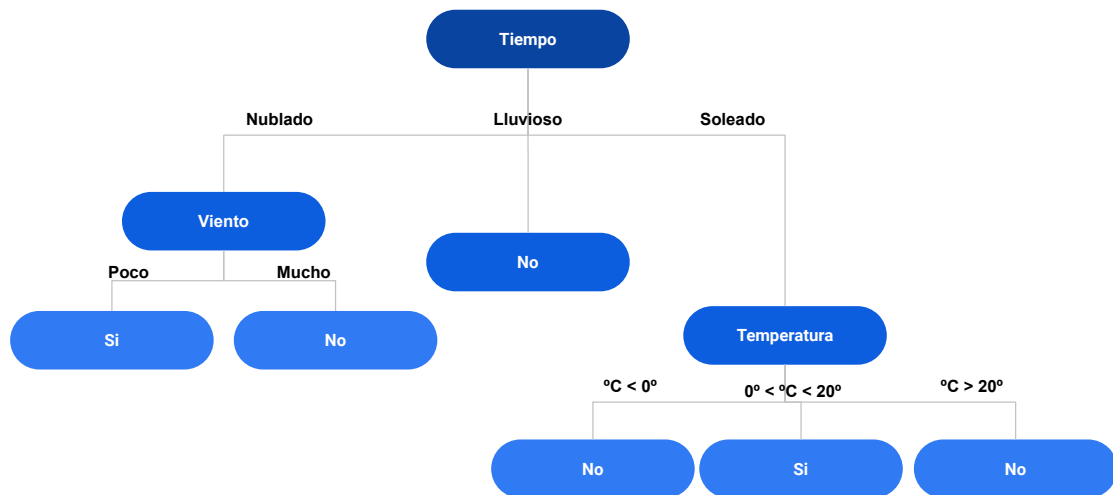 Tiempo
Nublado
Lluvioso
Soleado
Viento
No
Poco
Mucho
Si
No
Temperatura
ºC < 0º
0º < ºC < 20º
ºC > 20º
No
Si
No